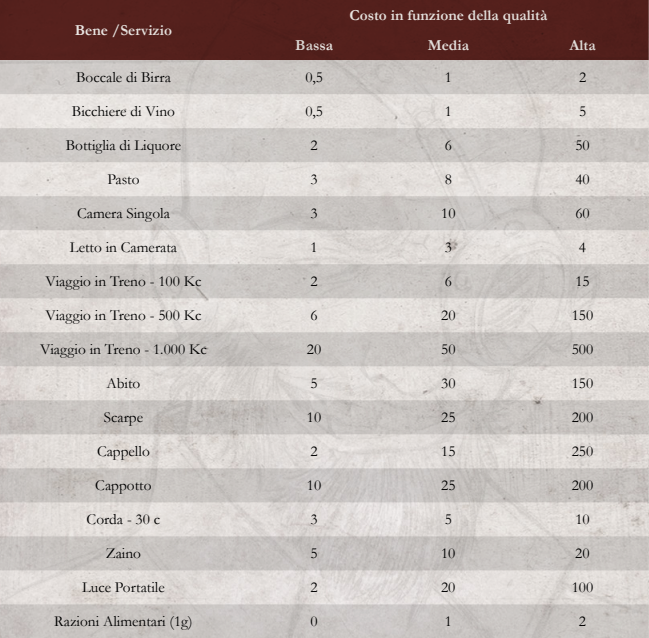 Bene /Servizio
Costo in funzione della qualità
Bassa Media Alta
Boccale di Birra 0,5 1 2
Bicchiere di Vino 0,5 1 5
Bottiglia di Liquore 2 6 50
Pasto 3 8 40
Camera Singola 3 10 60
Letto in Camerata 1 3 4
Viaggio in Treno - 100 Kc 2 6 15
Viaggio in Treno - 500 Kc 6 20 150
Viaggio in Treno - 1.000 Kc 20 50 500
Abito 5 30 150
Scarpe 10 25 200
Cappello 2 15 250
Cappotto 10 25 200
Corda - 30 c 3 5 10
Zaino 5 10 20
Luce Portatile 2 20 100
Razioni Alimentari (1g) 0 1 2